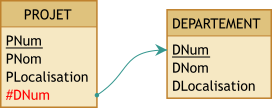 PROJET
PNum
PNom
PLocalisation
#DNum
DEPARTEMENT
DNum
DNom
DLocalisation